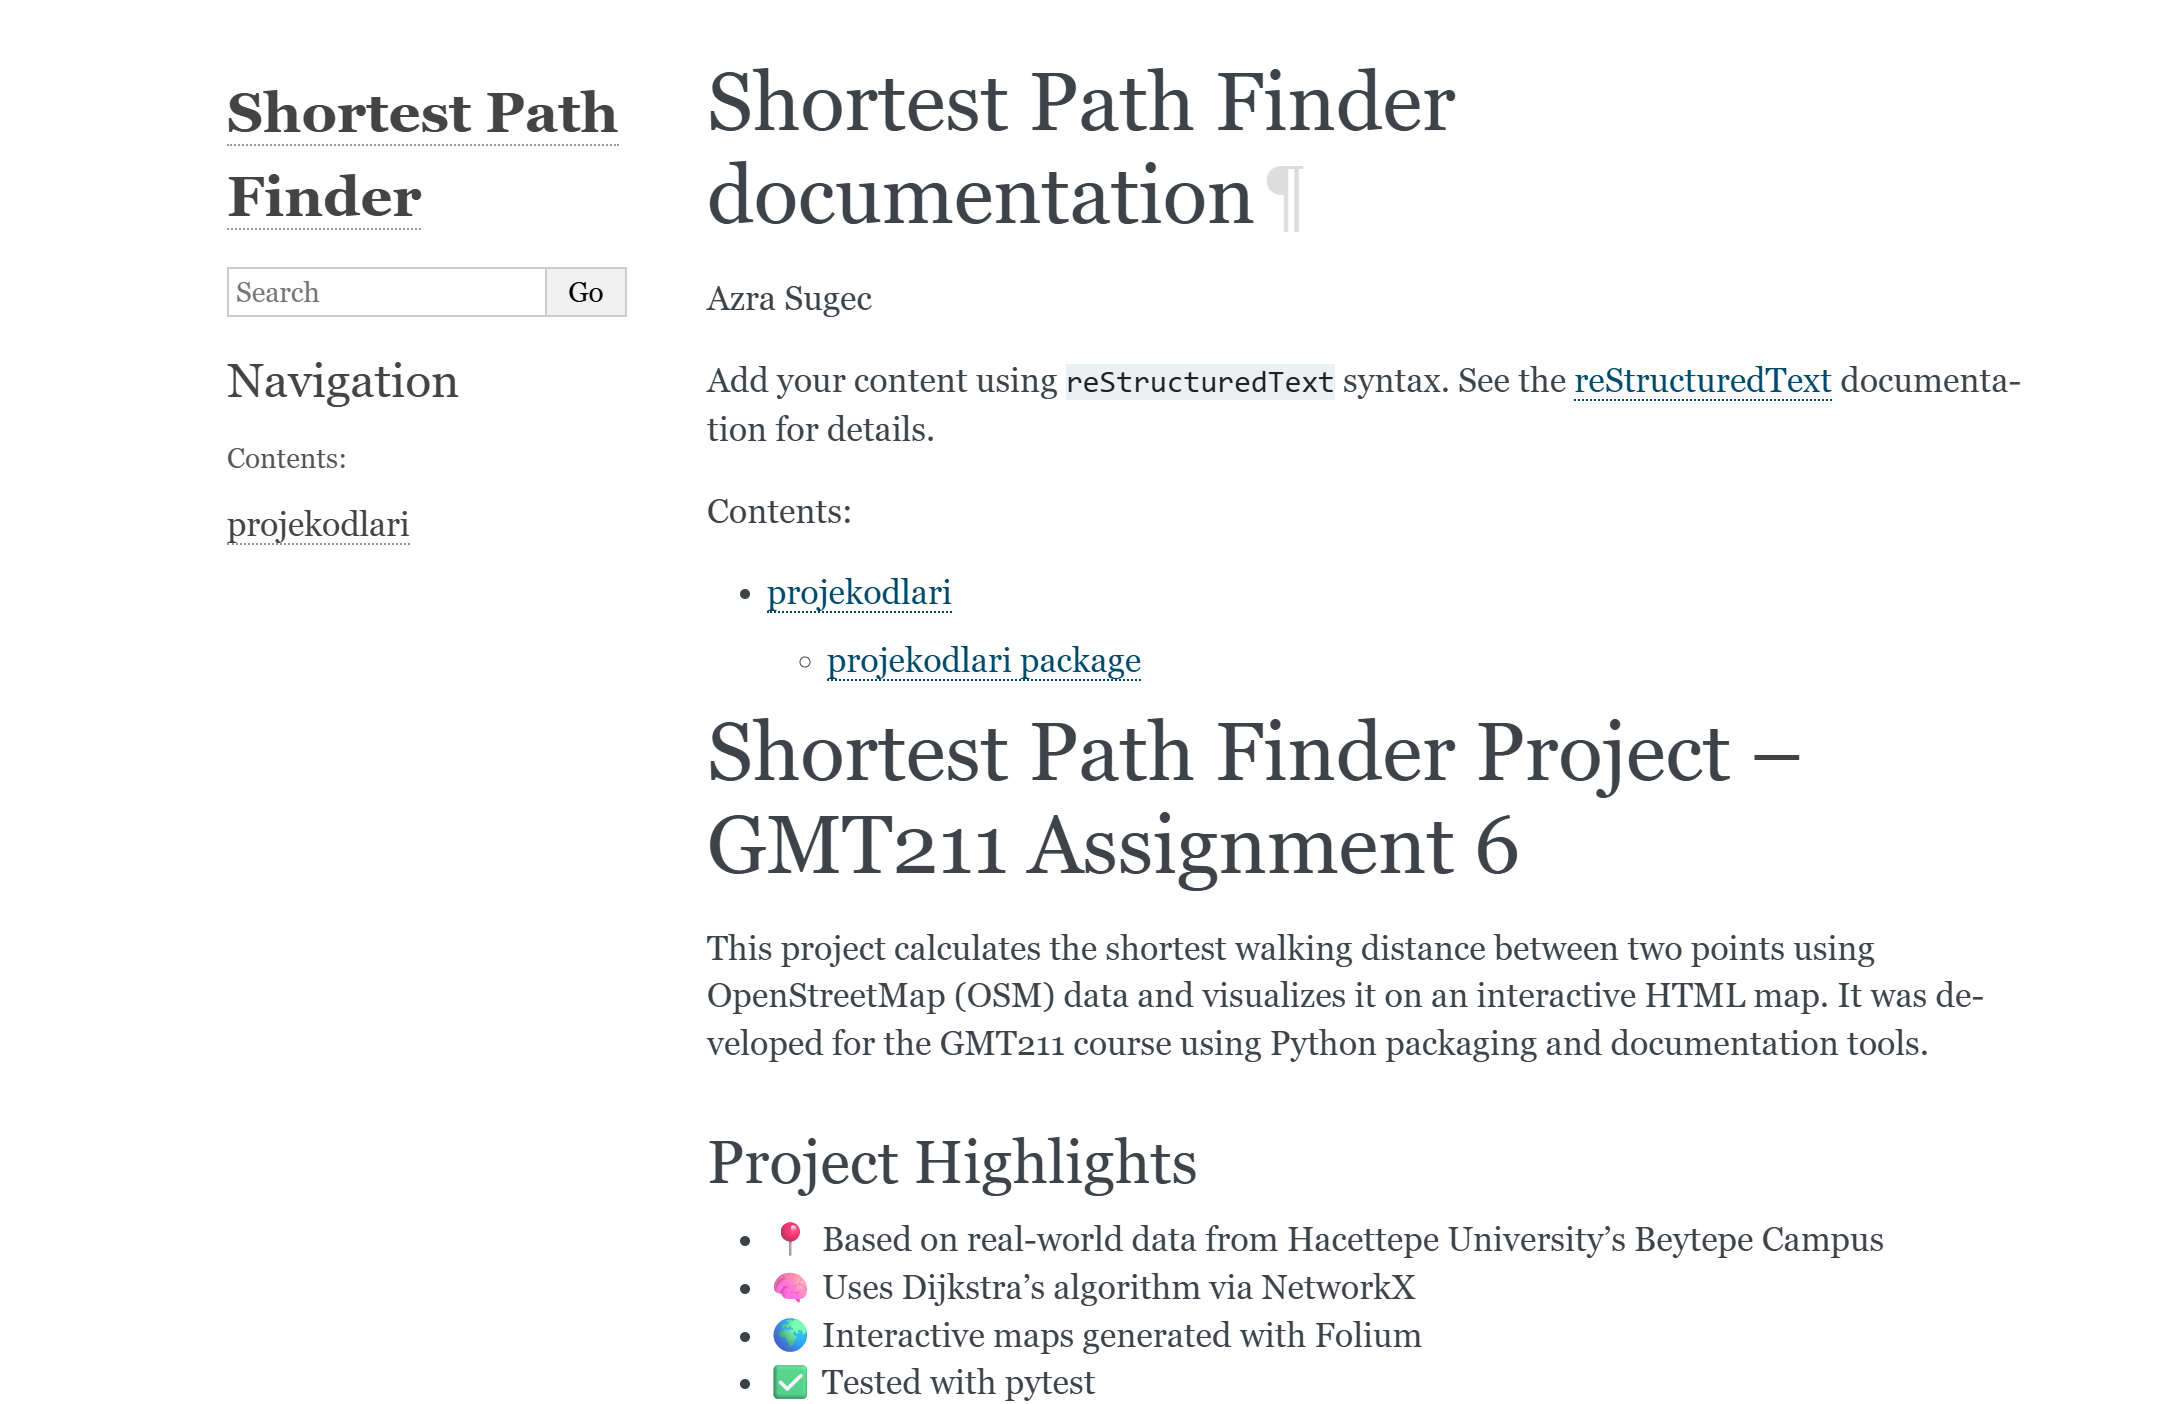 Shortest Path
Finder
Search
Go
Navigation
Contents:
projekodlari
Shortest Path Finder
documentation¶
Azra Sugec
Add your content using reStructuredText syntax. See the reStructuredText documenta-
tion for details.
Contents:
projekodlari
projekodlari package
Shortest Path Finder Project –
GMT211 Assignment 6
This project calculates the shortest walking distance between two points using
OpenStreetMap (OSM) data and visualizes it on an interactive HTML map. It was de-
veloped for the GMT211 course using Python packaging and documentation tools.
Project Highlights
📍 Based on real-world data from Hacettepe University’s Beytepe Campus
🧠 Uses Dijkstra’s algorithm via NetworkX
🌍 Interactive maps generated with Folium
✅ Tested with pytest